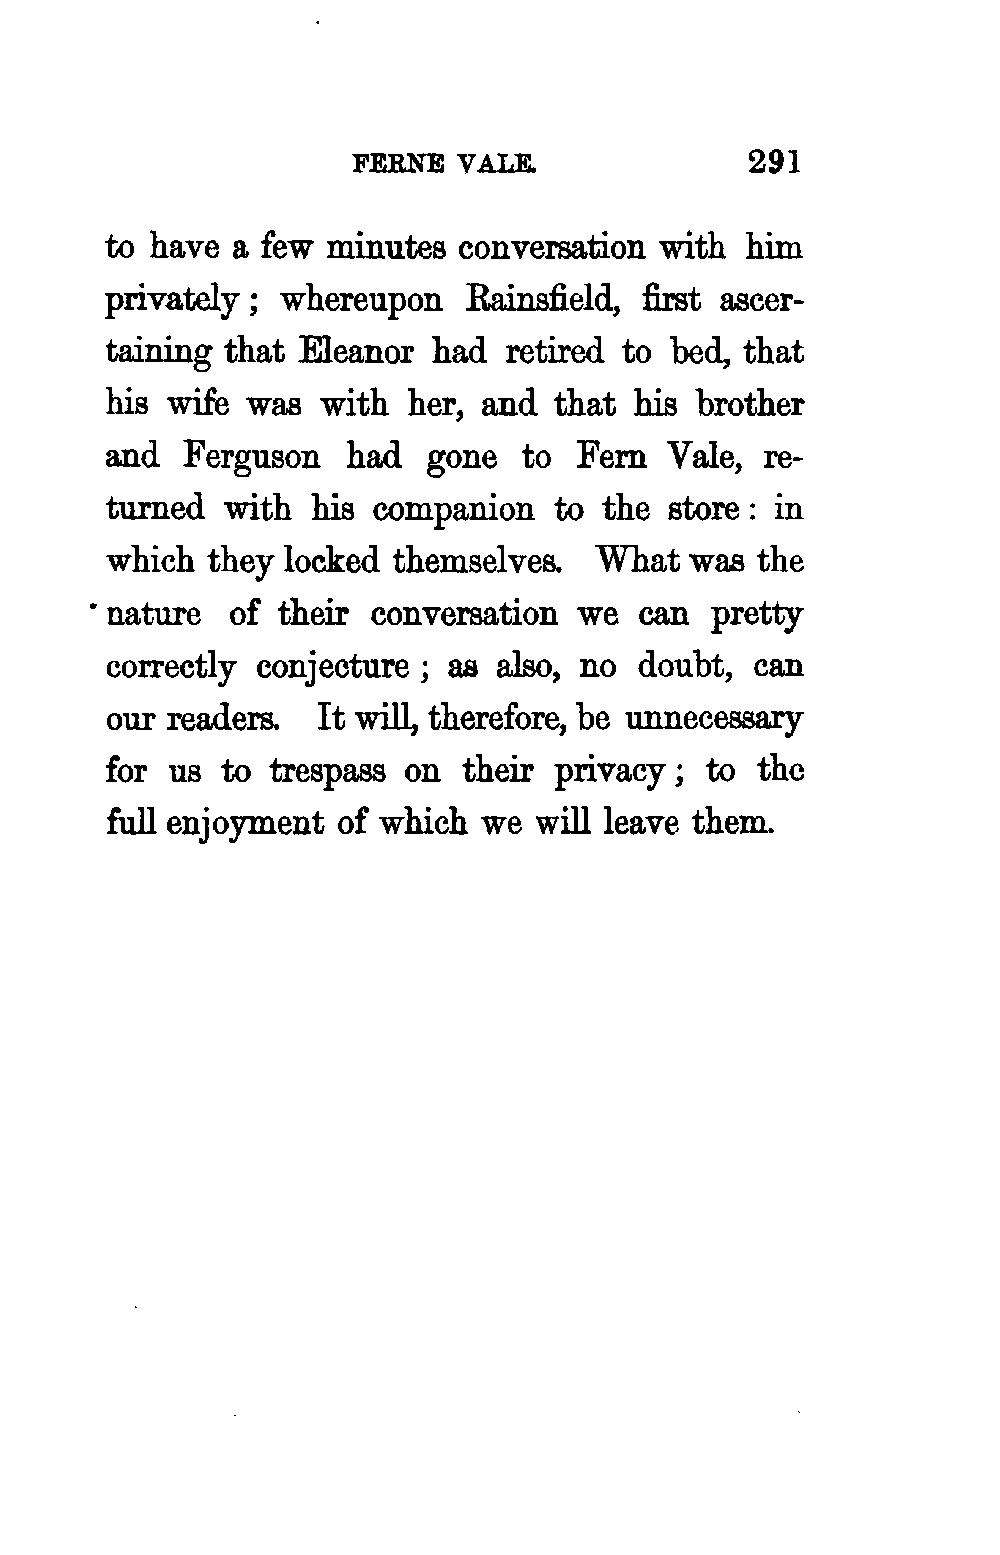 FERNE VALE. 291
to have a few minutes conversation with him
privately ; whereupon Rainsfield, first ascer-
taining that Eleanor had retired to bed, that
his wife was with her, and that his brother
and Ferguson had gone to Fern Vale, re-
turned with his companion to the store : in
which they locked themselves. What was the
nature of their conversation we can pretty
correctly conjecture ; as also, no doubt, can
our readers. It will, therefore, be unnecessary
for us to trespass on their privacy ; to the
full enjoyment of which we will leave them.